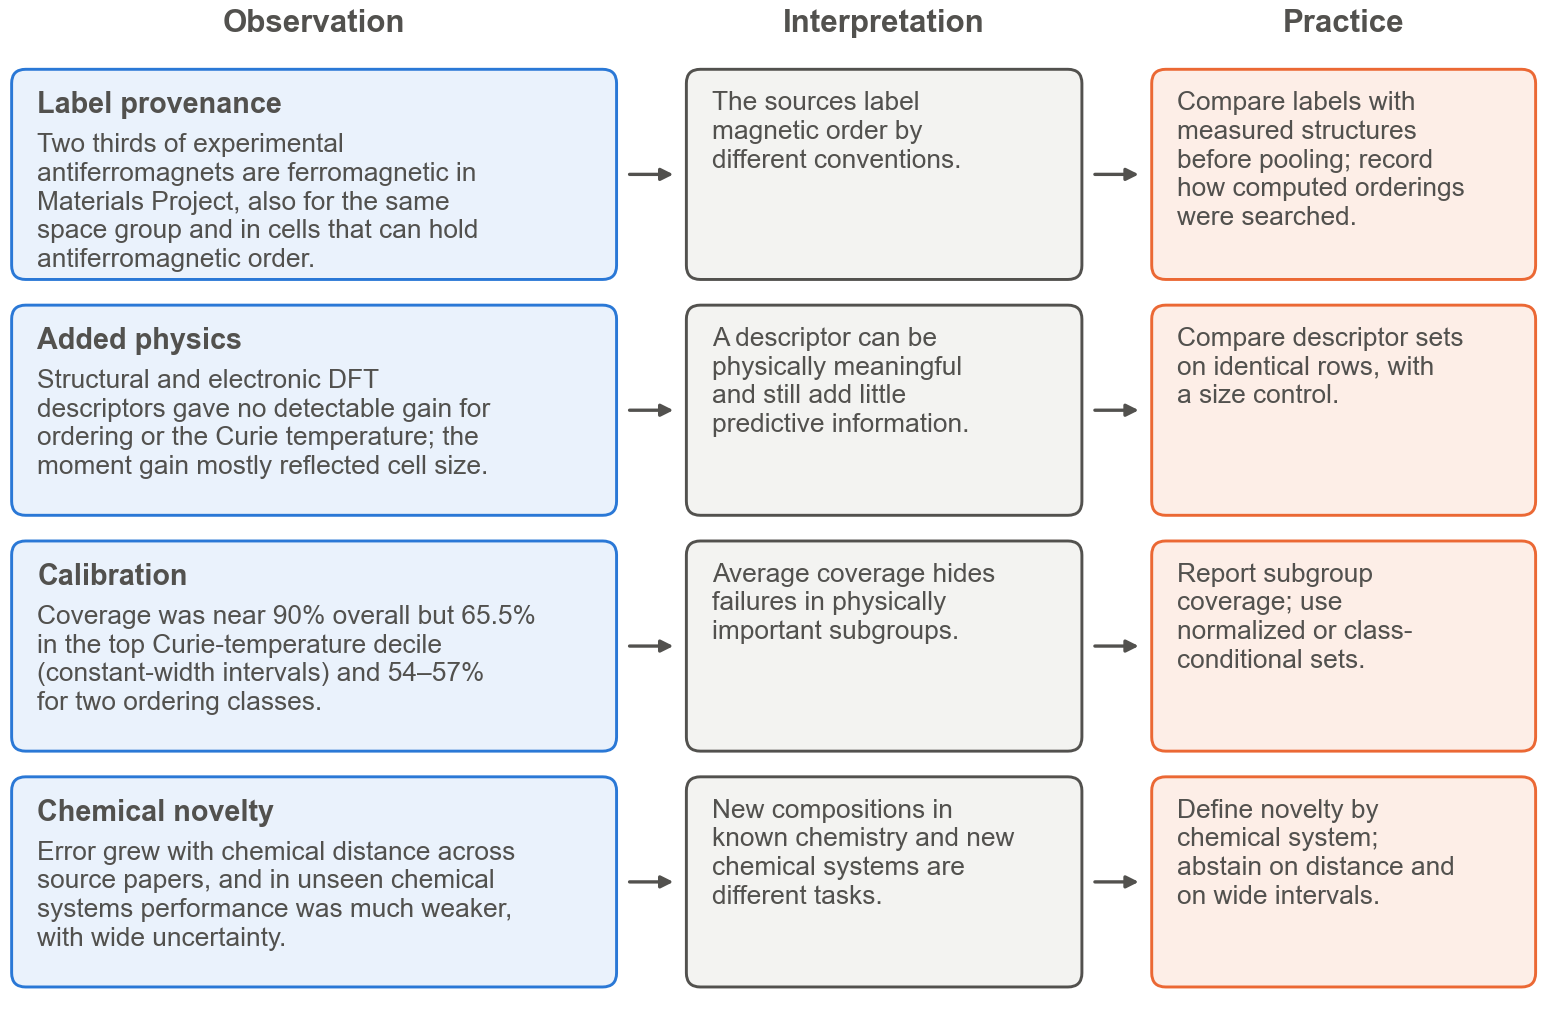 Observation
Interpretation
Practice
Label provenance
Two thirds of experimental
antiferromagnets are ferromagnetic in
Materials Project, also for the same
space group and in cells that can hold
antiferromagnetic order.
The sources label
magnetic order by
different conventions.
Compare labels with
measured structures
before pooling; record
how computed orderings
were searched.
Added physics
Structural and electronic DFT
descriptors gave no detectable gain for
ordering or the Curie temperature; the
moment gain mostly reflected cell size.
A descriptor can be
physically meaningful
and still add little
predictive information.
Compare descriptor sets
on identical rows, with
a size control.
Calibration
Coverage was near 90% overall but 65.5%
in the top Curie-temperature decile
(constant-width intervals) and 54–57%
for two ordering classes.
Average coverage hides
failures in physically
important subgroups.
Report subgroup
coverage; use
normalized or class-
conditional sets.
Chemical novelty
Error grew with chemical distance across
source papers, and in unseen chemical
systems performance was much weaker,
with wide uncertainty.
New compositions in
known chemistry and new
chemical systems are
different tasks.
Define novelty by
chemical system;
abstain on distance and
on wide intervals.